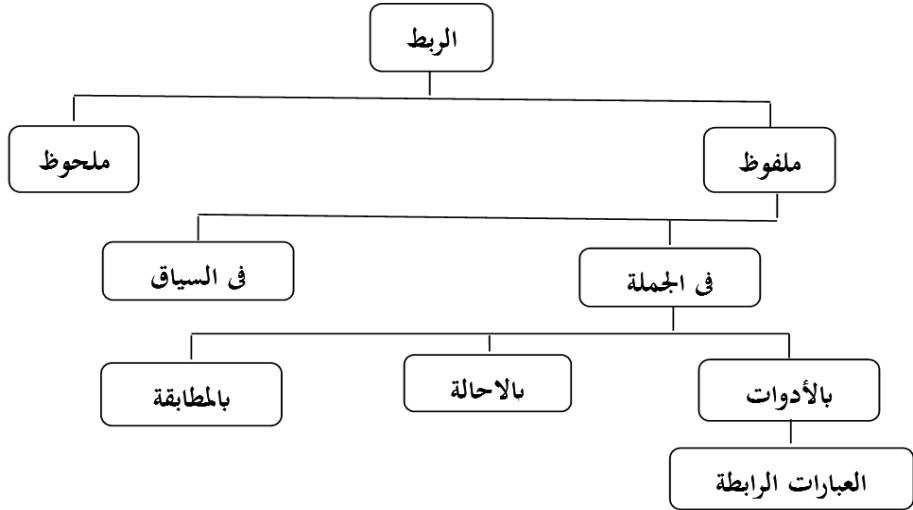 الربط
ملفوظ
ملحوظ
فى الجملة
فى السياق
بالأدوات
بالاحالة
بالمطابقة
العبارات الرابطة